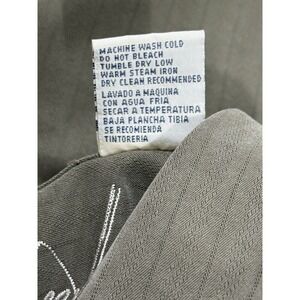 MACHINE WASH COLD
DO NOT BLEACH
TUMBLE DRY LOW
WARM STEAM IRON
DRY CLEAN RECOMMENDED
LAVADO A MAQUINA
CON AGUA FRIA
SECAR A TEMPERATURA
BAJA PLANCHA TIBIA
SE RECOMIENDA
TINTORERIA